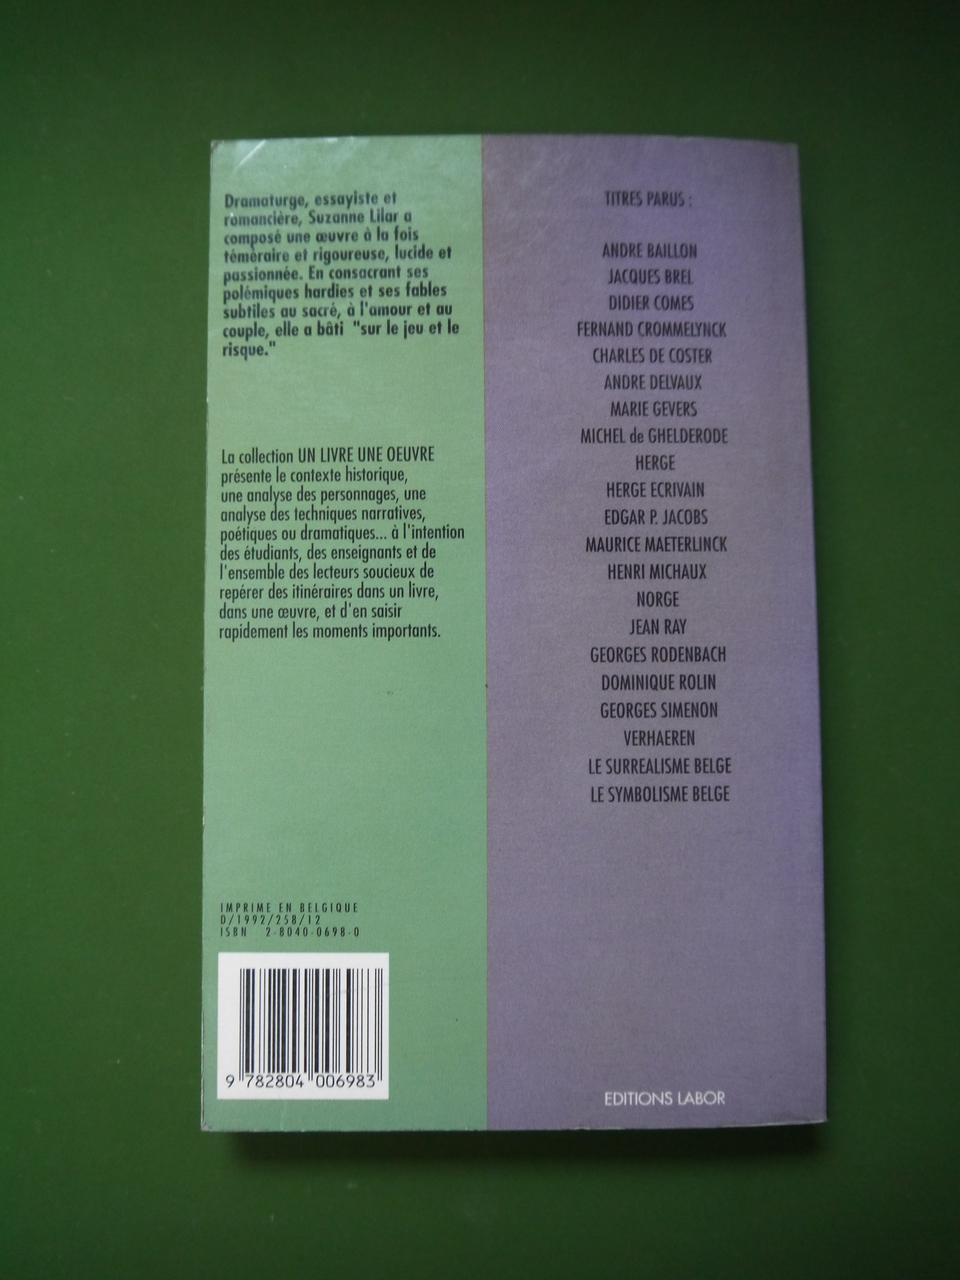 Dramaturge, essayiste et
romancière, Suzanne Lilar a
composé une œuvre à la fois
téméraire et rigoureuse, lucide et
passionnée. En consacrant ses
polémiques hardies et ses fables
subtiles au sacré, à l'amour et au
couple, elle a bâti "sur le jeu et le
risque."
La collection UN LIVRE UNE OEUVRE
présente le contexte historique,
une analyse des personnages, une
analyse des techniques narratives,
poétiques ou dramatiques... à l'intention
des étudiants, des enseignants et de
l'ensemble des lecteurs soucieux de
repérer des itinéraires dans un livre,
dans une œuvre, et d'en saisir
rapidement les moments importants.
IMPRIME EN BELGIQUE
D/1992/258/12
ISBN 2-8040-0698-0
9 782804 006983
TITRES PARUS :
ANDRE BAILLON
JACQUES BREL
DIDIER COMES
FERNAND CROMMELYNCK
CHARLES DE COSTER
ANDRE DELVAUX
MARIE GEVERS
MICHEL de GHELDERODE
HERGE
HERGE ECRIVAIN
EDGAR P. JACOBS
MAURICE MAETERLINCK
HENRI MICHAUX
NORGE
JEAN RAY
GEORGES RODENBACH
DOMINIQUE ROLIN
GEORGES SIMENON
VERHAEREN
LE SURREALISME BELGE
LE SYMBOLISME BELGE
EDITIONS LABOR